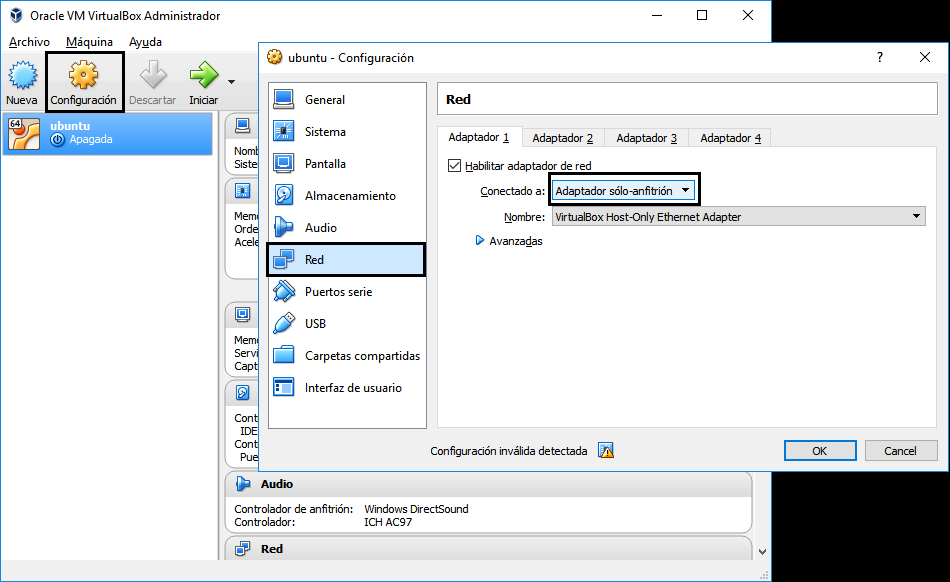 Oracle VM VirtualBox Administrador
Archivo Máquina Ayuda
Nueva Configuración Descartar Iniciar
64 ubuntu
Apagada
Nomb
Siste
Memo
Orde
Acele
Memo
Servi
Capt
Cont
IDE
Cont
Pue
Audio
Controlador de anfitrión: Windows DirectSound
Controlador: ICH AC97
Red
ubuntu - Configuración
?
General
Sistema
Pantalla
Almacenamiento
Audio
Red
Puertos serie
USB
Carpetas compartidas
Interfaz de usuario
Red
Adaptador 1 Adaptador 2 Adaptador 3 Adaptador 4
Habilitar adaptador de red
Conectado a: Adaptador sólo-anfitrión
Nombre: VirtualBox Host-Only Ethernet Adapter
Avanzadas
Configuración inválida detectada
OK Cancel